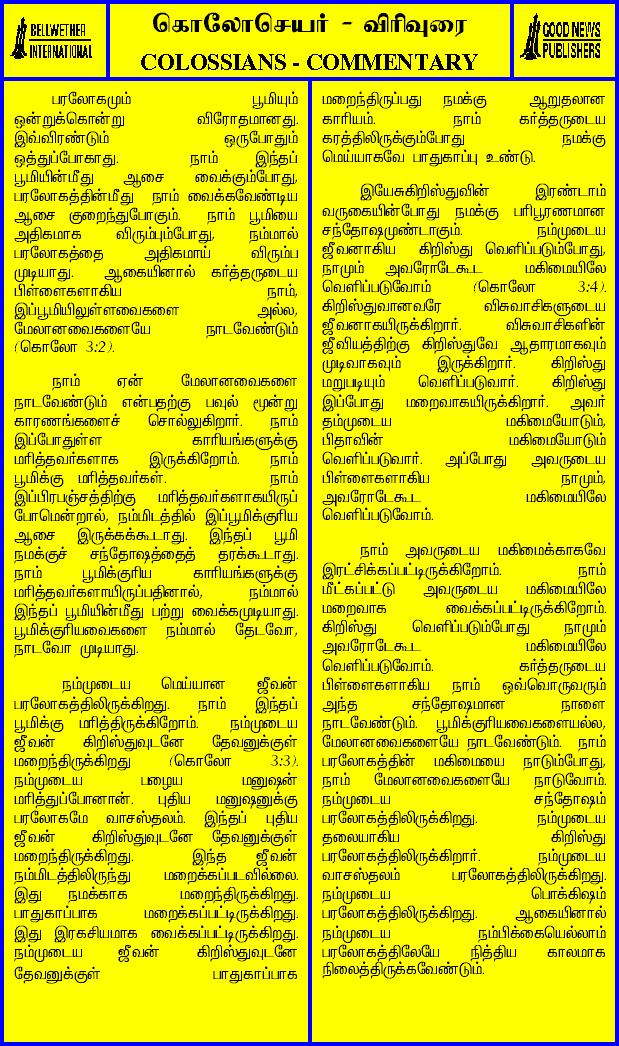 BELLWETHER
INTERNATIONAL
கொலோசெயர் - விரிவுரை
COLOSSIANS - COMMENTARY
GOOD NEWS
PUBLISHERS
பரலோகமும் பூமியும்
ஒன்றுக்கொன்று விரோதமானது.
இவ்விரண்டும் ஒருபோதும்
ஒத்துப்போகாது. நாம் இந்தப்
பூமியின்மீது ஆசை வைக்கும்போது,
பரலோகத்தின்மீது நாம் வைக்கவேண்டிய
ஆசை குறைந்துபோகும். நாம் பூமியை
அதிகமாக விரும்பும்போது, நம்மால்
பரலோகத்தை அதிகமாய் விரும்ப
முடியாது. ஆகையினால் கர்த்தருடைய
பிள்ளைகளாகிய நாம்,
இப்பூமியிலுள்ளவைகளை அல்ல,
மேலானவைகளையே நாடவேண்டும்
(கொலோ 3:2).
நாம் ஏன் மேலானவைகளை
நாடவேண்டும் என்பதற்கு பவுல் மூன்று
காரணங்களைச் சொல்லுகிறார். நாம்
இப்போதுள்ள காரியங்களுக்கு
மரித்தவர்களாக இருக்கிறோம். நாம்
பூமிக்கு மரித்தவர்கள். நாம்
இப்பிரபஞ்சத்திற்கு மரித்தவர்களாகயிருப்
போமென்றால், நம்மிடத்தில் இப்பூமிக்குரிய
ஆசை இருக்கக்கூடாது. இந்தப் பூமி
நமக்குச் சந்தோஷத்தைத் தரக்கூடாது.
நாம் பூமிக்குரிய காரியங்களுக்கு
மரித்தவர்களாயிருப்பதினால், நம்மால்
இந்தப் பூமியின்மீது பற்று வைக்கமுடியாது.
பூமிக்குரியவைகளை நம்மால் தேடவோ,
நாடவோ முடியாது.
நம்முடைய மெய்யான ஜீவன்
பரலோகத்திலிருக்கிறது. நாம் இந்தப்
பூமிக்கு மரித்திருக்கிறோம். நம்முடைய
ஜீவன் கிறிஸ்துவுடனே தேவனுக்குள்
மறைந்திருக்கிறது (கொலோ 3:3).
நம்முடைய பழைய மனுஷன்
மரித்துப்போனான். புதிய மனுஷனுக்கு
பரலோகமே வாசஸ்தலம். இந்தப் புதிய
ஜீவன் கிறிஸ்துவுடனே தேவனுக்குள்
மறைந்திருக்கிறது. இந்த ஜீவன்
நம்மிடத்திலிருந்து மறைக்கப்படவில்லை.
இது நமக்காக மறைந்திருக்கிறது.
பாதுகாப்பாக மறைக்கப்பட்டிருக்கிறது.
இது இரகசியமாக வைக்கப்பட்டிருக்கிறது.
நம்முடைய ஜீவன் கிறிஸ்துவுடனே
தேவனுக்குள் பாதுகாப்பாக
மறைந்திருப்பது நமக்கு ஆறுதலான
காரியம். நாம் கர்த்தருடைய
கரத்திலிருக்கும்போது நமக்கு
மெய்யாகவே பாதுகாப்பு உண்டு.
இயேசுகிறிஸ்துவின் இரண்டாம்
வருகையின்போது நமக்கு பரிபூரணமான
சந்தோஷமுண்டாகும். நம்முடைய
ஜீவனாகிய கிறிஸ்து வெளிப்படும்போது,
நாமும் அவரோடேகூட மகிமையிலே
வெளிப்படுவோம் (கொலோ 3:4).
கிறிஸ்துவானவரே விசுவாசிகளுடைய
ஜீவனாகயிருக்கிறார். விசுவாசிகளின்
ஜீவியத்திற்கு கிறிஸ்துவே ஆதாரமாகவும்
முடிவாகவும் இருக்கிறார். கிறிஸ்து
மறுபடியும் வெளிப்படுவார். கிறிஸ்து
இப்போது மறைவாகயிருக்கிறார். அவர்
தம்முடைய மகிமையோடும்,
பிதாவின் மகிமையோடும்
வெளிப்படுவார். அப்போது அவருடைய
பிள்ளைகளாகிய நாமும்,
அவரோடேகூட மகிமையிலே
வெளிப்படுவோம்.
நாம் அவருடைய மகிமைக்காகவே
இரட்சிக்கப்பட்டிருக்கிறோம். நாம்
மீட்கப்பட்டு அவருடைய மகிமையிலே
மறைவாக வைக்கப்பட்டிருக்கிறோம்.
கிறிஸ்து வெளிப்படும்போது நாமும்
அவரோடேகூட மகிமையிலே
வெளிப்படுவோம். கர்த்தருடைய
பிள்ளைகளாகிய நாம் ஒவ்வொருவரும்
அந்த சந்தோஷமான நாளை
நாடவேண்டும். பூமிக்குரியவைகளையல்ல,
மேலானவைகளையே நாடவேண்டும். நாம்
பரலோகத்தின் மகிமையை நாடும்போது,
நாம் மேலானவைகளையே நாடுவோம்.
நம்முடைய சந்தோஷம்
பரலோகத்திலிருக்கிறது. நம்முடைய
தலையாகிய கிறிஸ்து
பரலோகத்திலிருக்கிறார். நம்முடைய
வாசஸ்தலம் பரலோகத்திலிருக்கிறது.
நம்முடைய பொக்கிஷம்
பரலோகத்திலிருக்கிறது. ஆகையினால்
நம்முடைய நம்பிக்கையெல்லாம்
பரலோகத்திலேயே நித்திய காலமாக
நிலைத்திருக்கவேண்டும்.